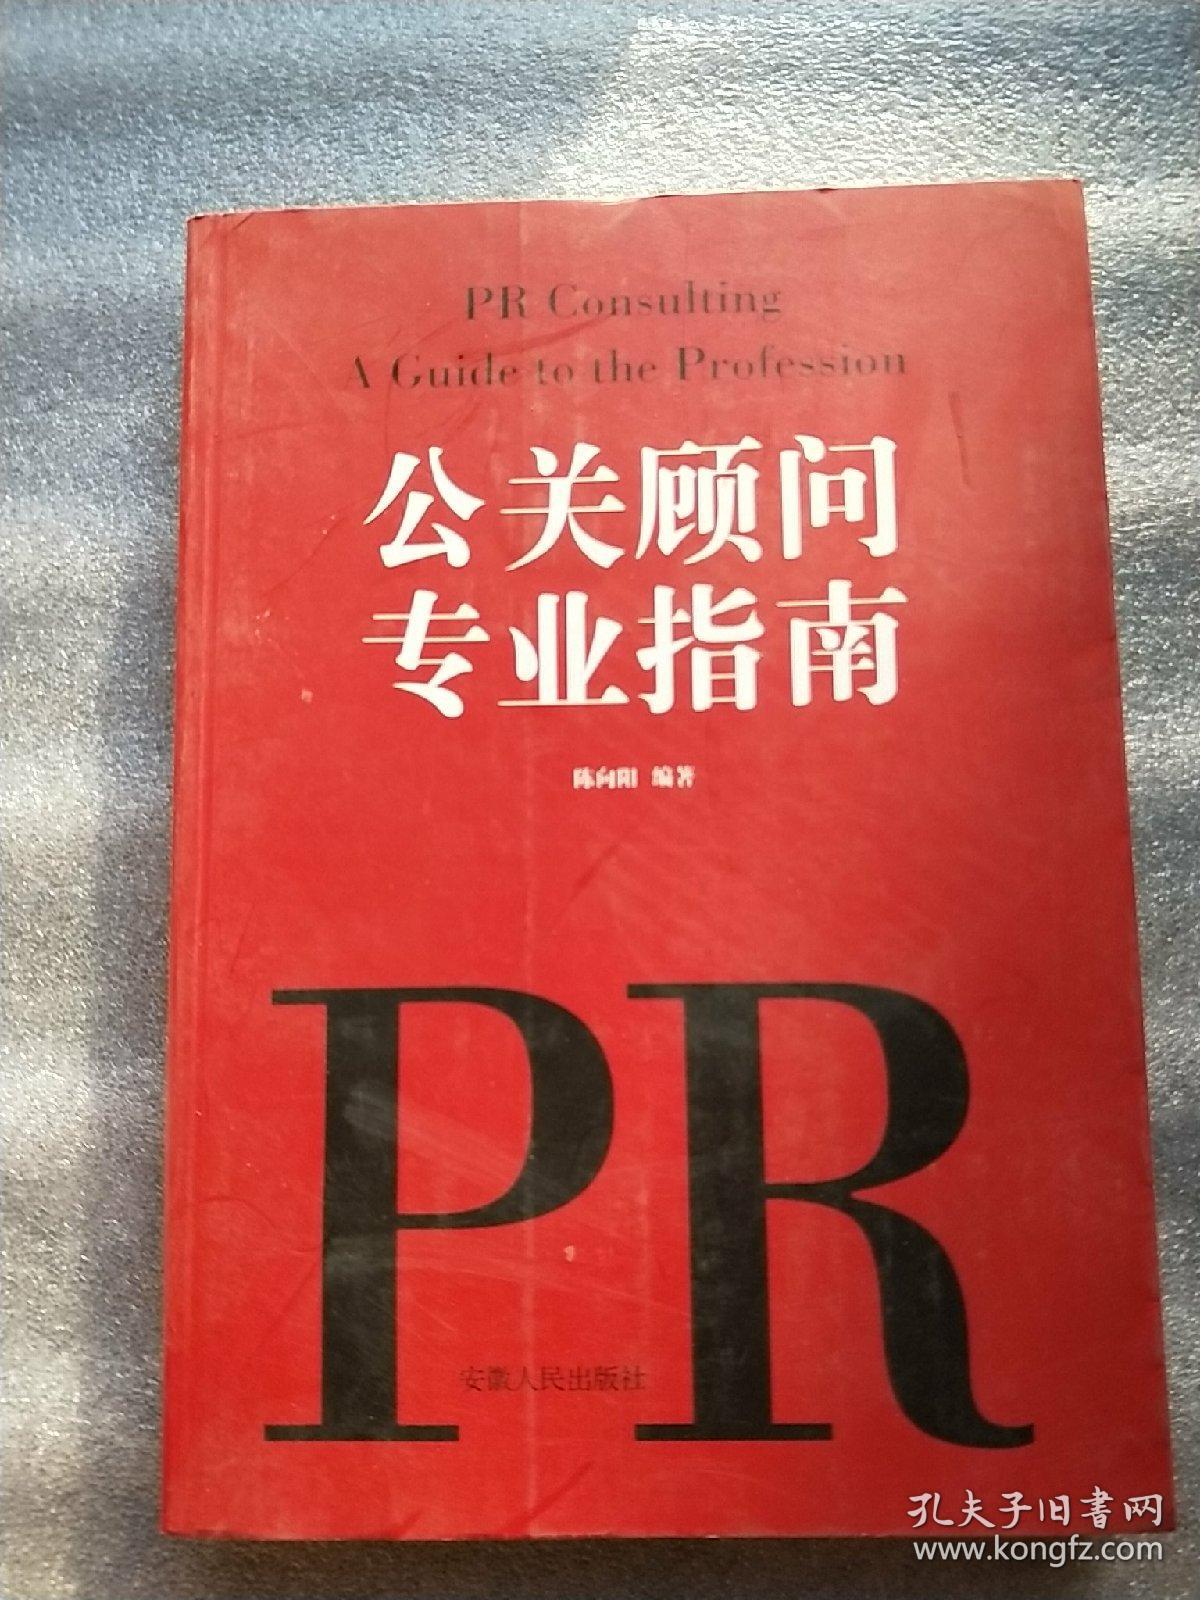 PR Consulting
A Guide to the Profession
公关顾问
专业指南
陈向阳 编著
PR
安徽人民出版社
孔夫子旧书网
www.kongfz.com